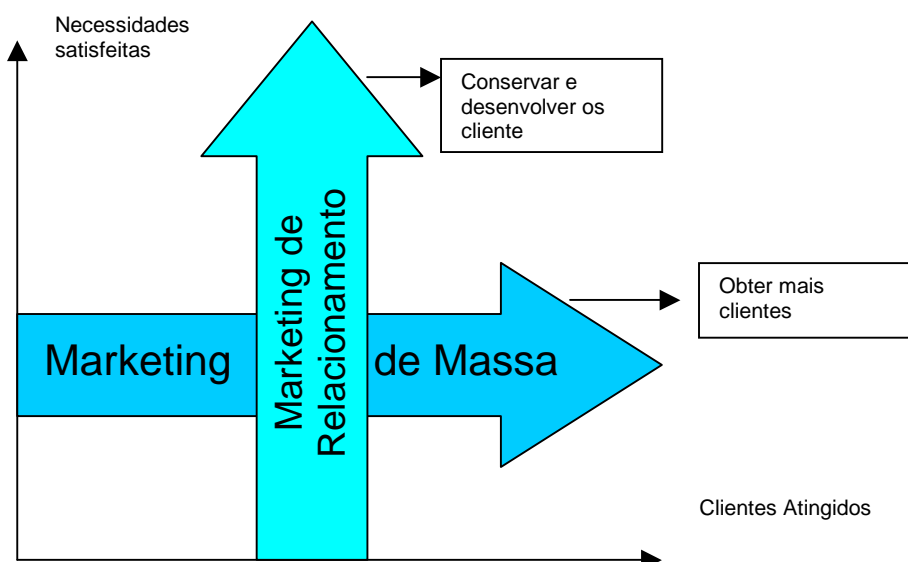 Necessidades
satisfeitas
Conservar e
desenvolver os
cliente
Marketing de
Relacionamento
Obter mais
clientes
Marketing de Massa
Clientes Atingidos